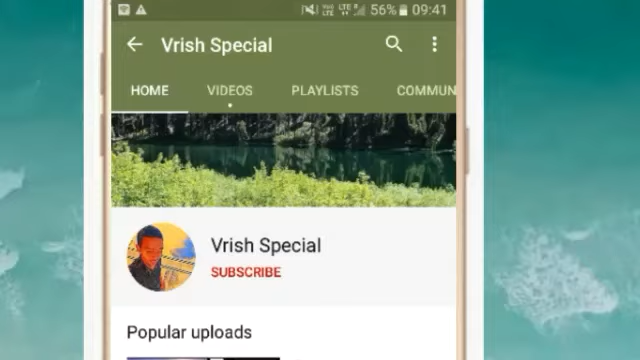 56% 09:41
Vrish Special
HOME VIDEOS PLAYLISTS COMMUN
Vrish Special
SUBSCRIBE
Popular uploads